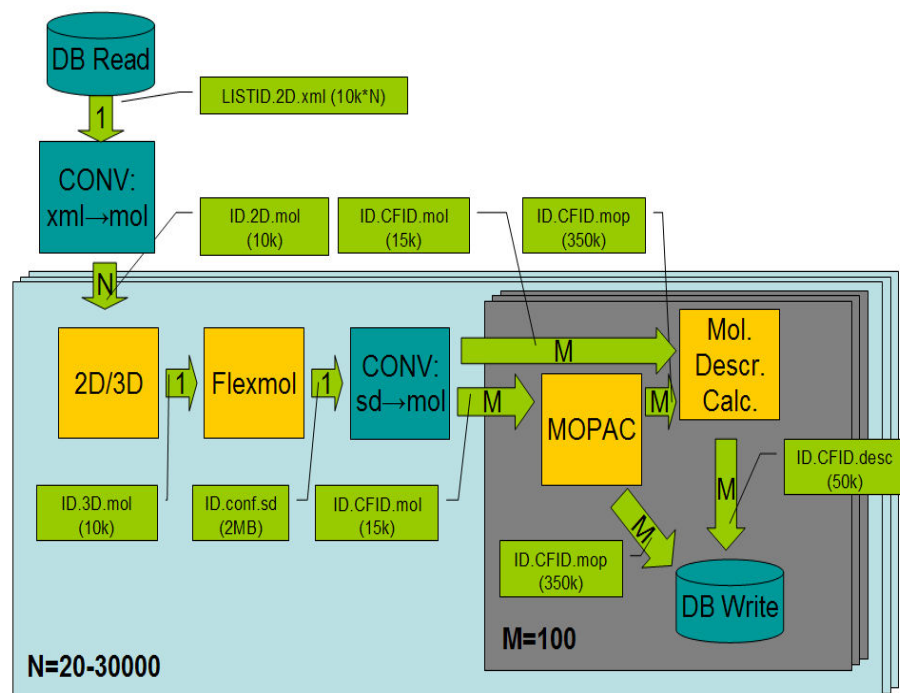 DB Read
1
LISTID.2D.xml (10k*N)
CONV:
xml→mol
N
ID.2D.mol
(10k)
ID.CFID.mol
(15k)
ID.CFID.mop
(350k)
2D/3D
1
Flexmol
1
CONV:
sd→mol
M
M
MOPAC
M
Mol.
Descr.
Calc.
ID.3D.mol
(10k)
ID.conf.sd
(2MB)
ID.CFID.mol
(15k)
M
ID.CFID.desc
(50k)
M
ID.CFID.mop
(350k)
DB Write
N=20-30000
M=100